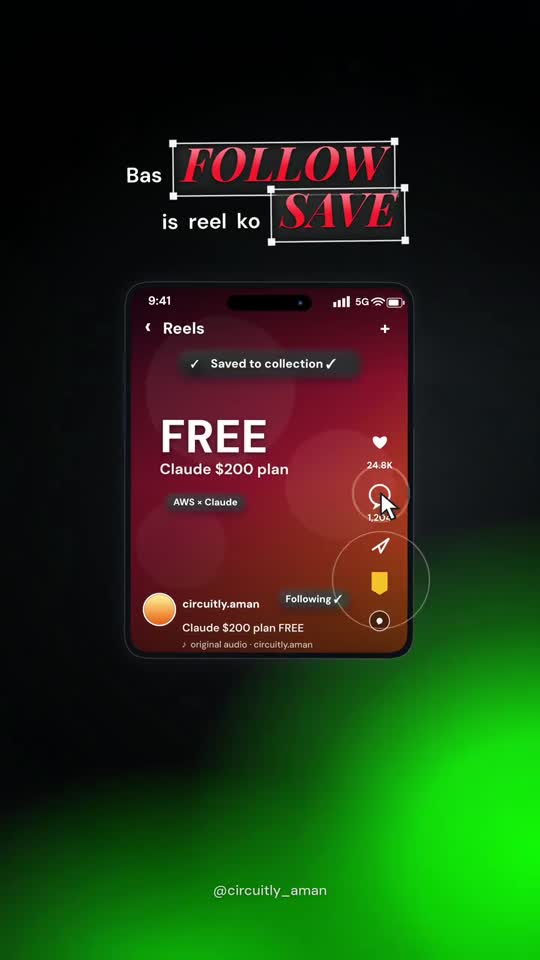 Bas FOLLOW
is reel ko SAVE
9:41 5G
‹ Reels +
✓ Saved to collection ✓
FREE
Claude $200 plan
24.8K
AWS × Claude
circuitly.aman Following ✓
Claude $200 plan FREE
♪ original audio · circuitly.aman
@circuitly_aman